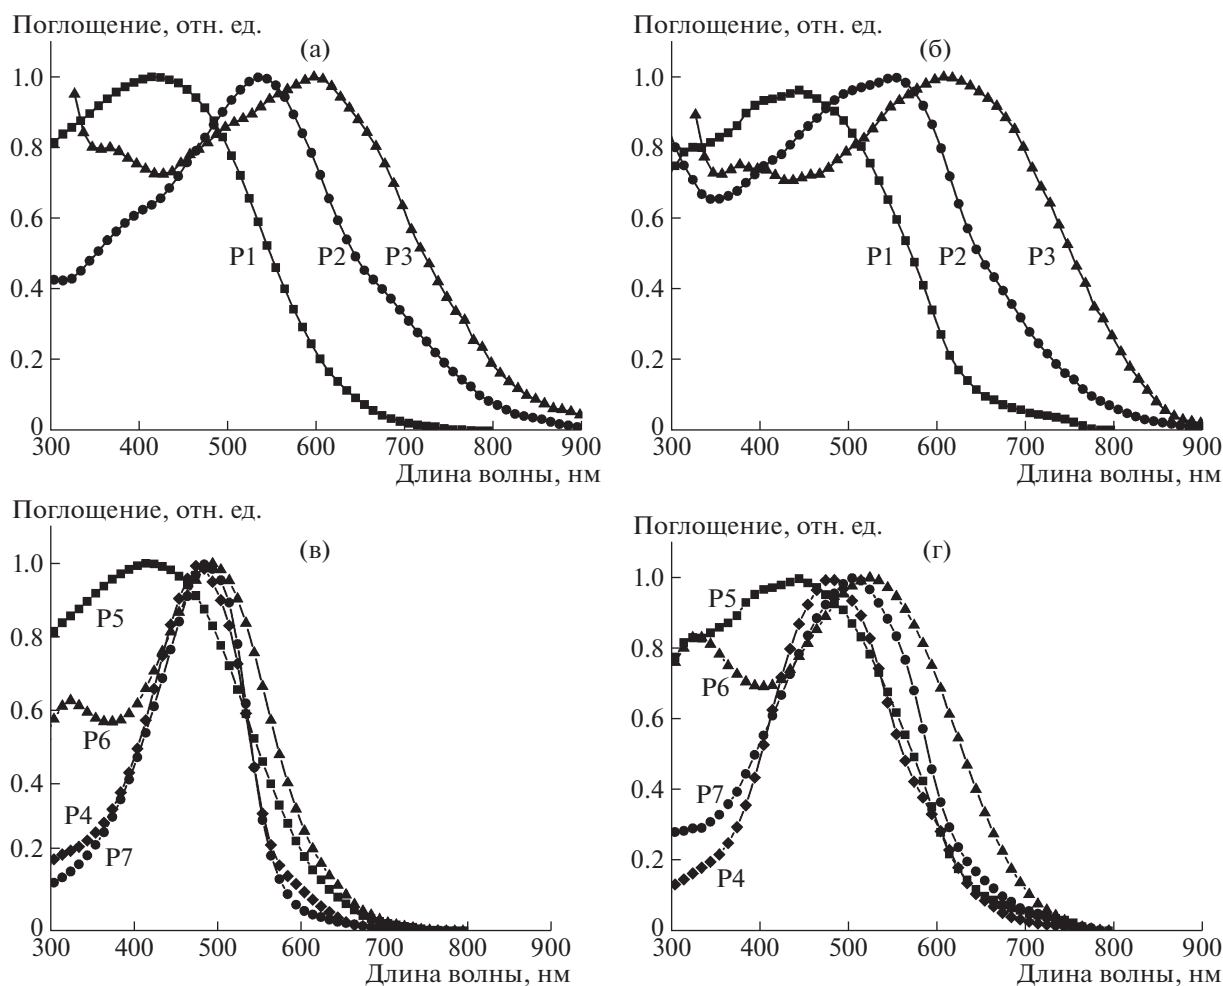 Поглощение, отн. ед.
(а)
1.0
0.8
0.6
0.4
0.2
0
P1
P2
P3
300 400 500 600 700 800 900
Длина волны, нм
Поглощение, отн. ед.
(б)
1.0
0.8
0.6
0.4
0.2
0
P1
P2
P3
300 400 500 600 700 800 900
Длина волны, нм
Поглощение, отн. ед.
(в)
1.0
0.8
0.6
0.4
0.2
0
P5
P6
P4
P7
300 400 500 600 700 800 900
Длина волны, нм
Поглощение, отн. ед.
(г)
1.0
0.8
0.6
0.4
0.2
0
P5
P6
P7
P4
300 400 500 600 700 800 900
Длина волны, нм